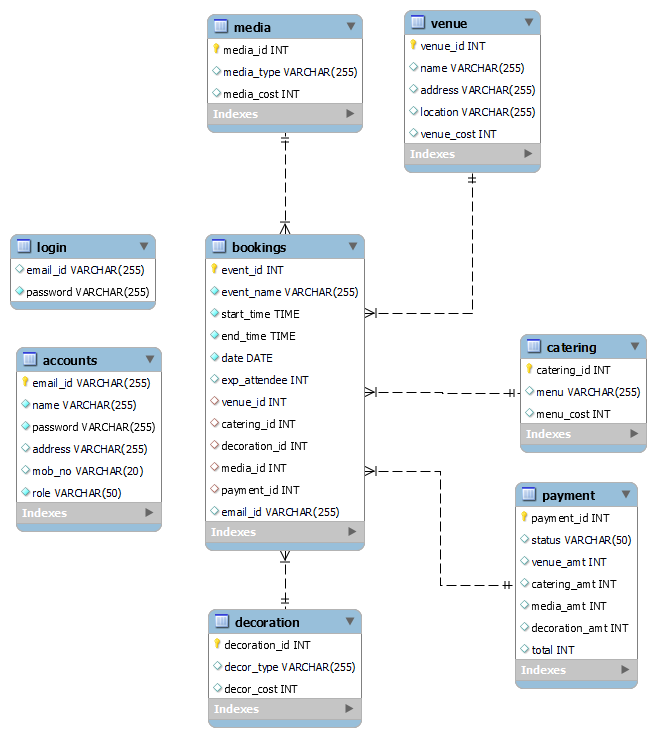 media
media_id INT
media_type VARCHAR(255)
media_cost INT
Indexes
venue
venue_id INT
name VARCHAR(255)
address VARCHAR(255)
location VARCHAR(255)
venue_cost INT
Indexes
login
email_id VARCHAR(255)
password VARCHAR(255)
bookings
event_id INT
event_name VARCHAR(255)
start_time TIME
end_time TIME
date DATE
exp_attendee INT
venue_id INT
catering_id INT
decoration_id INT
media_id INT
payment_id INT
email_id VARCHAR(255)
Indexes
catering
catering_id INT
menu VARCHAR(255)
menu_cost INT
Indexes
accounts
email_id VARCHAR(255)
name VARCHAR(255)
password VARCHAR(255)
address VARCHAR(255)
mob_no VARCHAR(20)
role VARCHAR(50)
Indexes
payment
payment_id INT
status VARCHAR(50)
venue_amt INT
catering_amt INT
media_amt INT
decoration_amt INT
total INT
Indexes
decoration
decoration_id INT
decor_type VARCHAR(255)
decor_cost INT
Indexes